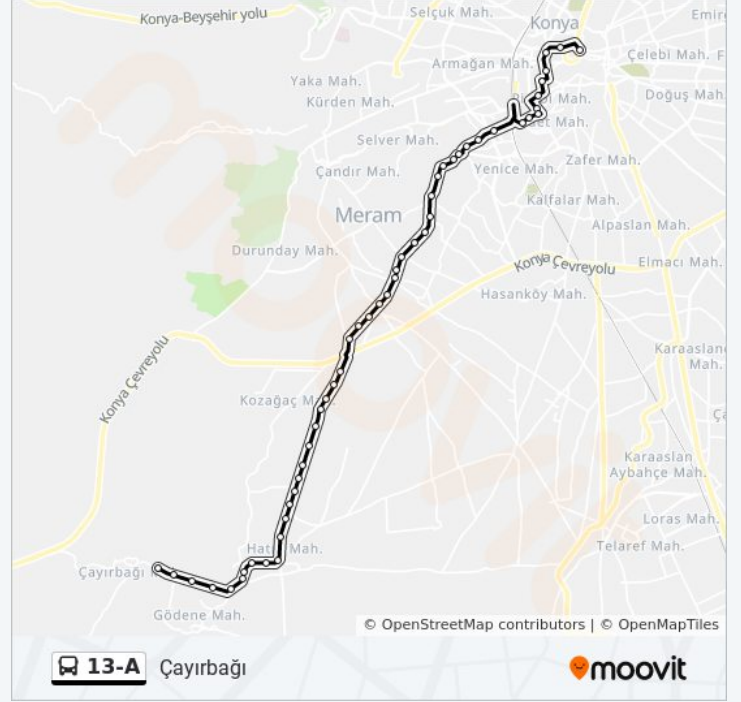 Konya-Beyşehir yolu
Selçuk Mah.
Konya
Emir
Çelebi Mah.
F
Armağan Mah.
Yaka Mah.
Kürden Mah.
Mah.
Doğuş Mah
Selver Mah.
Mah.
Zafer Mah.
Çandır Mah.
Yenice Mah.
Kalfalar Mah.
Meram
Alpaslan Mah.
Durunday Mah.
Konya Çevreyolu
Elmacı Mah.
Hasanköy Mah.
Konya Çevreyolu
Karaaslan
Mah.
Kozağaç M
Karaaslan
Aybahçe Mah.
Loras Mah.
Telaref Mah.
Mah.
Çayırbağı
Gödene Mah.
© OpenStreetMap contributors | © OpenMapTiles
13-A Çayırbağı
moovit